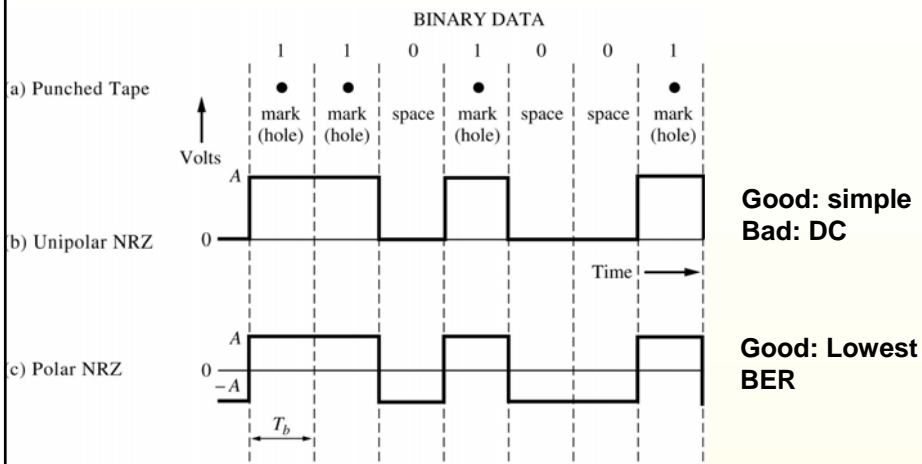 BINARY DATA
1 1 0 1 0 0 1
(a) Punched Tape
mark mark space mark space space mark
(hole) (hole) (hole) (hole)
Volts
A
Good: simple
Bad: DC
(b) Unipolar NRZ
0
Time
A
Good: Lowest
BER
(c) Polar NRZ
0
−A
Tb